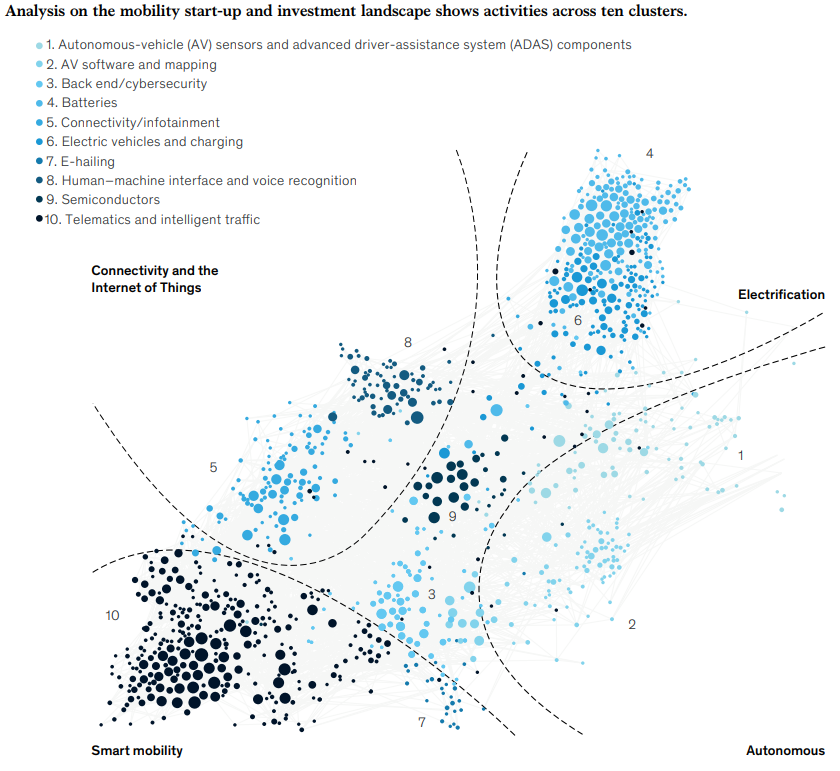 Analysis on the mobility start-up and investment landscape shows activities across ten clusters.
1. Autonomous-vehicle (AV) sensors and advanced driver-assistance system (ADAS) components
2. AV software and mapping
3. Back end/cybersecurity
4. Batteries
5. Connectivity/infotainment
6. Electric vehicles and charging
7. E-hailing
8. Human–machine interface and voice recognition
9. Semiconductors
10. Telematics and intelligent traffic
4
Connectivity and the
Internet of Things
Electrification
6
8
1
5
9
3
10
2
7
Smart mobility
Autonomous